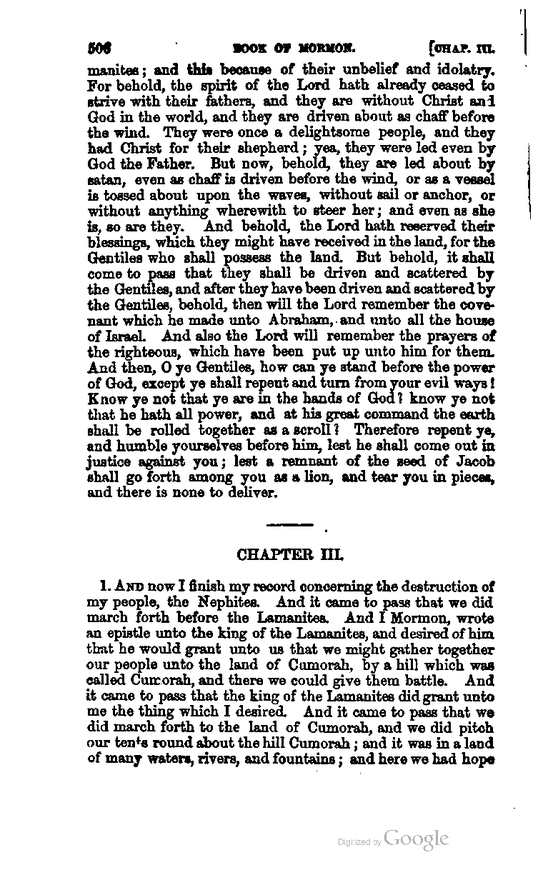 506 BOOK OF MORMON. [CHAP. III.
manites; and this because of their unbelief and idolatry.
For behold, the spirit of the Lord hath already ceased to
strive with their fathers, and they are without Christ and
God in the world, and they are driven about as chaff before
the wind. They were once a delightsome people, and they
had Christ for their shepherd; yea, they were led even by
God the Father. But now, behold, they are led about by
satan, even as chaff is driven before the wind, or as a vessel
is tossed about upon the waves, without sail or anchor, or
without anything wherewith to steer her; and even as she
is, so are they. And behold, the Lord hath reserved their
blessings, which they might have received in the land, for the
Gentiles who shall possess the land. But behold, it shall
come to pass that they shall be driven and scattered by
the Gentiles, and after they have been driven and scattered by
the Gentiles, behold, then will the Lord remember the cove-
nant which he made unto Abraham, and unto all the house
of Israel. And also the Lord will remember the prayers of
the righteous, which have been put up unto him for them.
And then, O ye Gentiles, how can ye stand before the power
of God, except ye shall repent and turn from your evil ways!
Know ye not that ye are in the hands of God? know ye not
that he hath all power, and at his great command the earth
shall be rolled together as a scroll? Therefore repent ye,
and humble yourselves before him, lest he shall come out in
justice against you; lest a remnant of the seed of Jacob
shall go forth among you as a lion, and tear you in pieces,
and there is none to deliver.
CHAPTER III.
1. AND now I finish my record concerning the destruction of
my people, the Nephites. And it came to pass that we did
march forth before the Lamanites. And I Mormon, wrote
an epistle unto the king of the Lamanites, and desired of him
that he would grant unto us that we might gather together
our people unto the land of Cumorah, by a hill which was
called Cumorah, and there we could give them battle. And
it came to pass that the king of the Lamanites did grant unto
me the thing which I desired. And it came to pass that we
did march forth to the land of Cumorah, and we did pitch
our tents round about the hill Cumorah; and it was in a land
of many waters, rivers, and fountains; and here we had hope
Digitized by Google